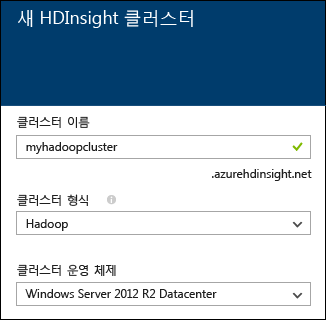 새 HDInsight 클러스터
클러스터 이름
myhadoopcluster
.azurehdinsight.net
클러스터 형식
Hadoop
클러스터 운영 체제
Windows Server 2012 R2 Datacenter